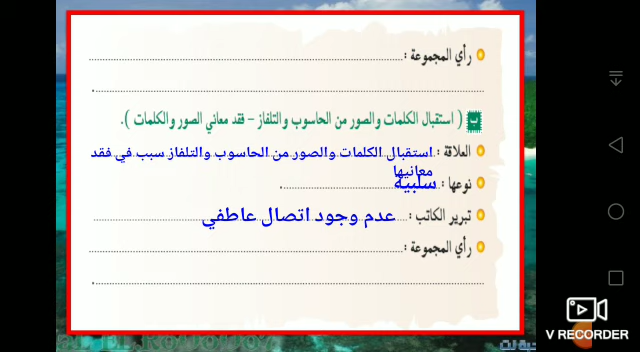 رأي المجموعة :
ب ( استقبال الكلمات والصور من الحاسوب والتلفاز – فقد معاني الصور والكلمات ).
العلاقة : استقبال الكلمات والصور من الحاسوب والتلفاز سبب في فقد معانيها
نوعها : سلبية
تبرير الكاتب : عدم وجود اتصال عاطفي
رأي المجموعة :
V RECORDER